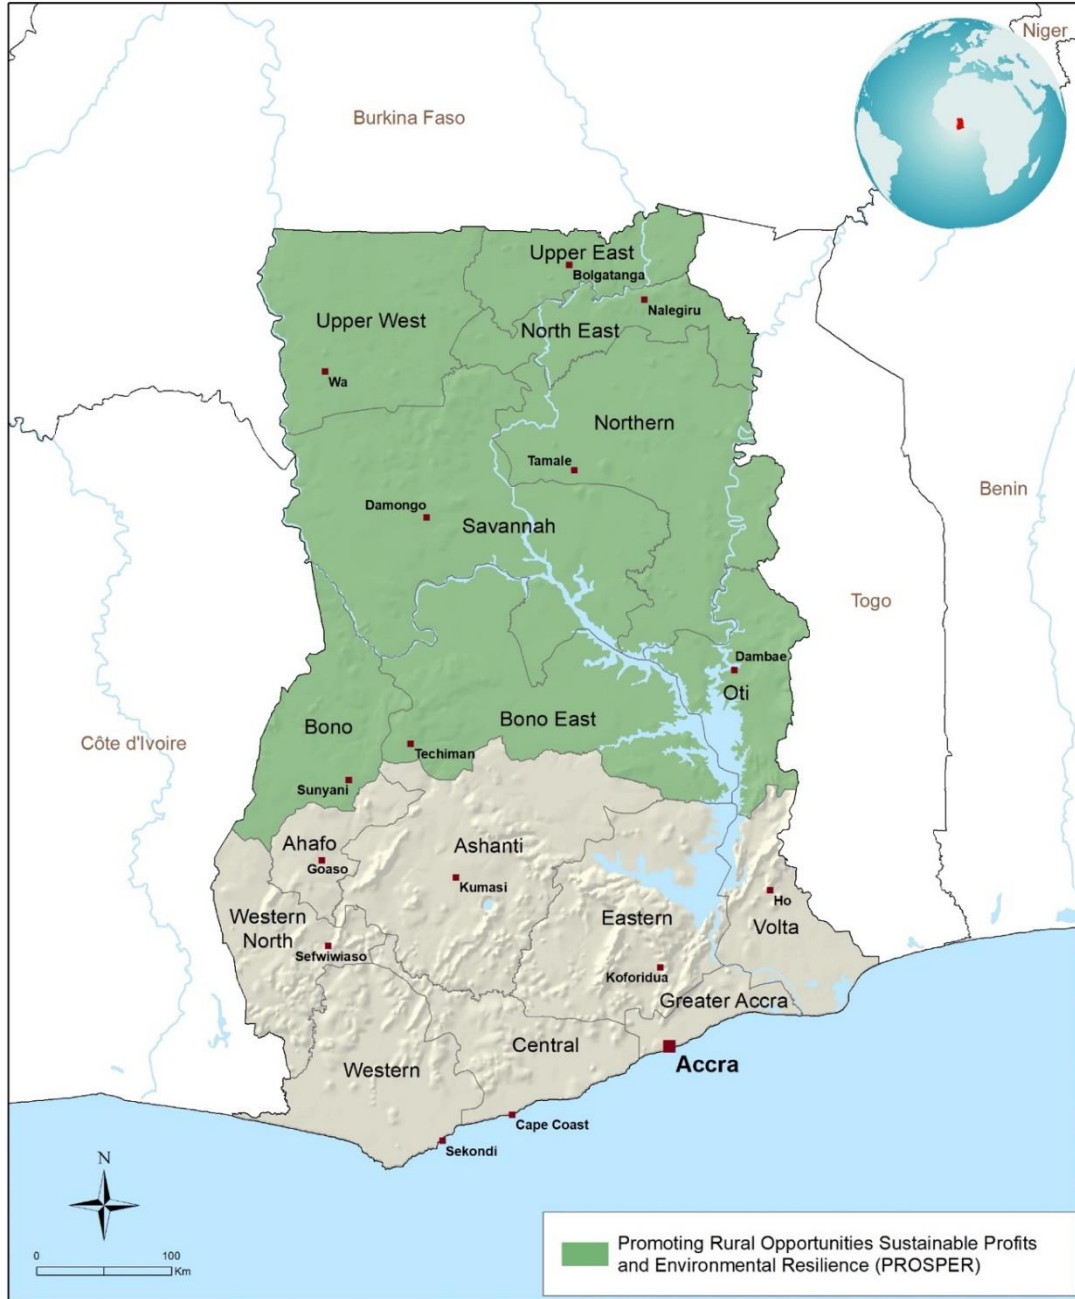 Niger
Burkina Faso
Upper East
Bolgatanga
Nalegiru
Upper West
North East
Wa
Northern
Tamale
Benin
Damongo
Savannah
Togo
Dambae
Oti
Bono
Bono East
Côte d'Ivoire
Techiman
Sunyani
Ahafo
Goaso
Ashanti
Kumasi
Ho
Western
North
Eastern
Volta
Sefwiwiaso
Koforidua
Greater Accra
Central
Western
Accra
Cape Coast
Sekondi
N
0 100
Km
Promoting Rural Opportunities Sustainable Profits
and Environmental Resilience (PROSPER)